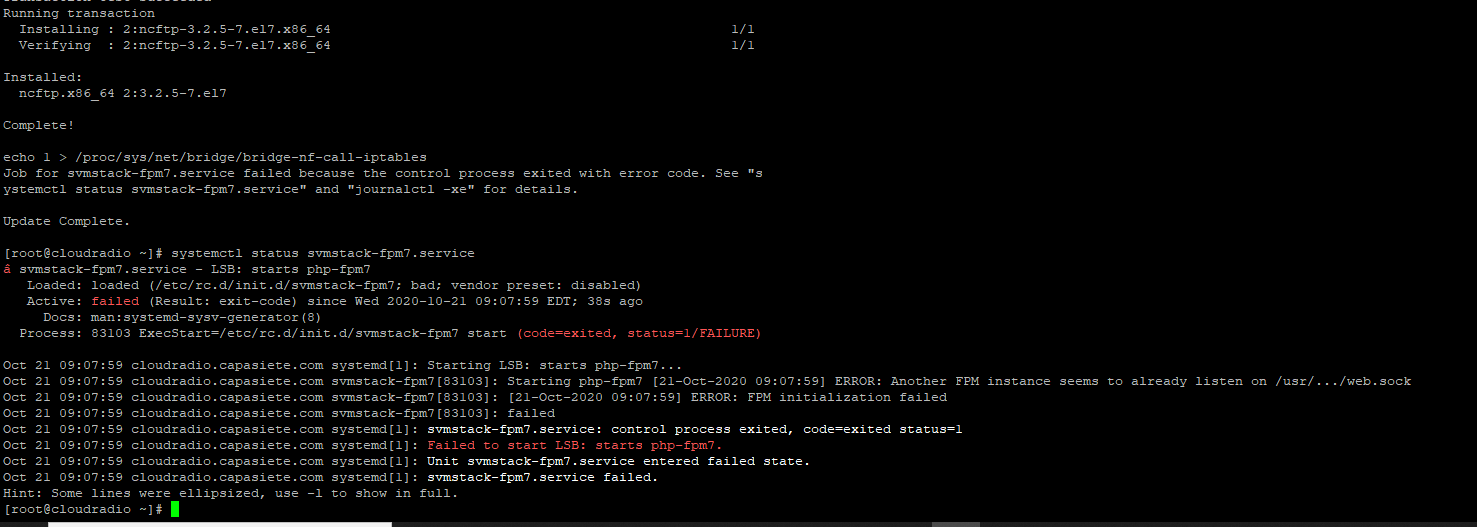 Running transaction
Installing : 2:ncftp-3.2.5-7.el7.x86_64 1/1
Verifying : 2:ncftp-3.2.5-7.el7.x86_64 1/1
Installed:
ncftp.x86_64 2:3.2.5-7.el7
Complete!
echo 1 > /proc/sys/net/bridge/bridge-nf-call-iptables
Job for svmstack-fpm7.service failed because the control process exited with error code. See "s
ystemctl status svmstack-fpm7.service" and "journalctl -xe" for details.
Update Complete.
[root@cloudradio ~]# systemctl status svmstack-fpm7.service
â svmstack-fpm7.service - LSB: starts php-fpm7
Loaded: loaded (/etc/rc.d/init.d/svmstack-fpm7; bad; vendor preset: disabled)
Active: failed (Result: exit-code) since Wed 2020-10-21 09:07:59 EDT; 38s ago
Docs: man:systemd-sysv-generator(8)
Process: 83103 ExecStart=/etc/rc.d/init.d/svmstack-fpm7 start (code=exited, status=1/FAILURE)
Oct 21 09:07:59 cloudradio.capasiete.com systemd[1]: Starting LSB: starts php-fpm7...
Oct 21 09:07:59 cloudradio.capasiete.com svmstack-fpm7[83103]: Starting php-fpm7 [21-Oct-2020 09:07:59] ERROR: Another FPM instance seems to already listen on /usr/.../web.sock
Oct 21 09:07:59 cloudradio.capasiete.com svmstack-fpm7[83103]: [21-Oct-2020 09:07:59] ERROR: FPM initialization failed
Oct 21 09:07:59 cloudradio.capasiete.com svmstack-fpm7[83103]: failed
Oct 21 09:07:59 cloudradio.capasiete.com systemd[1]: svmstack-fpm7.service: control process exited, code=exited status=1
Oct 21 09:07:59 cloudradio.capasiete.com systemd[1]: Failed to start LSB: starts php-fpm7.
Oct 21 09:07:59 cloudradio.capasiete.com systemd[1]: Unit svmstack-fpm7.service entered failed state.
Oct 21 09:07:59 cloudradio.capasiete.com systemd[1]: svmstack-fpm7.service failed.
Hint: Some lines were ellipsized, use -l to show in full.
[root@cloudradio ~]#